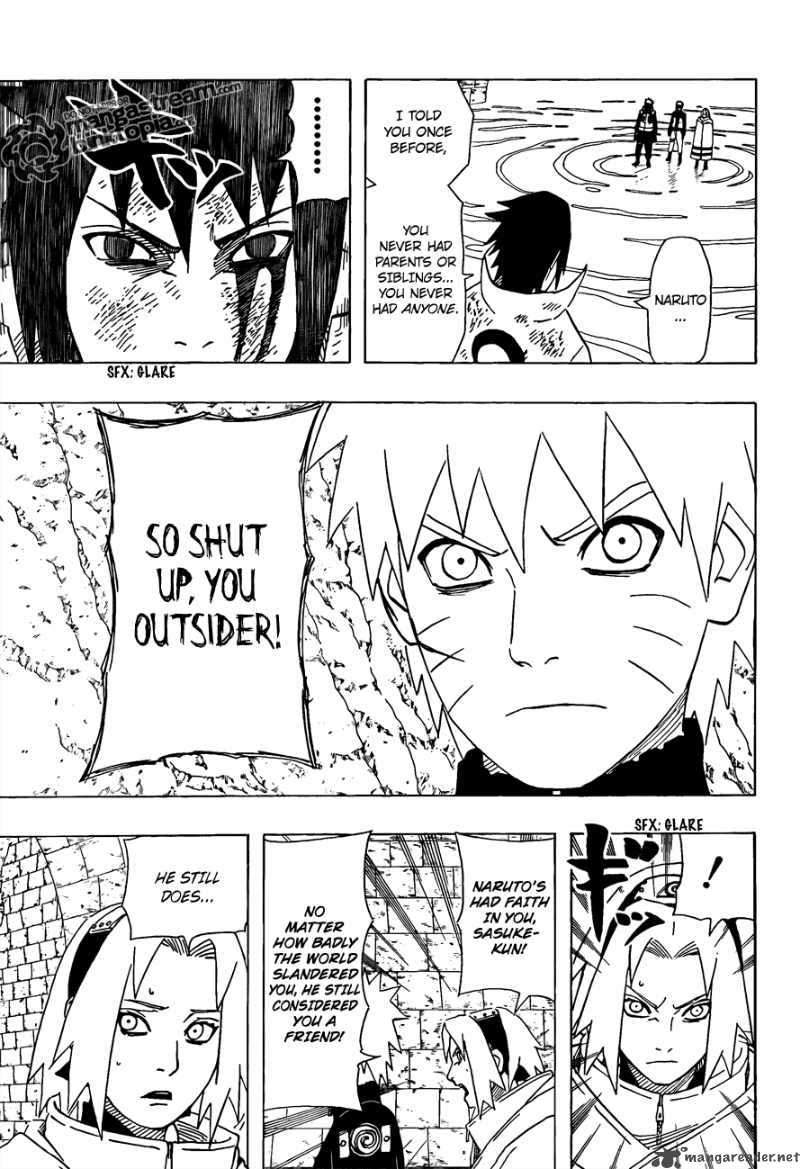 NARUTO
...
I TOLD
YOU ONCE
BEFORE,
YOU
NEVER HAD
PARENTS OR
SIBLINGS...
YOU NEVER
HAD ANYONE.
........
mangastream.com
SFX: GLARE
SO SHUT
UP, YOU
OUTSIDER!
SFX: GLARE
!
NARUTO'S
HAD FAITH
IN YOU,
SASUKE-
KUN!
NO
MATTER
HOW BADLY
THE WORLD
SLANDERED
YOU, HE STILL
CONSIDERED
YOU A
FRIEND!
HE STILL
DOES...
mangareader.net